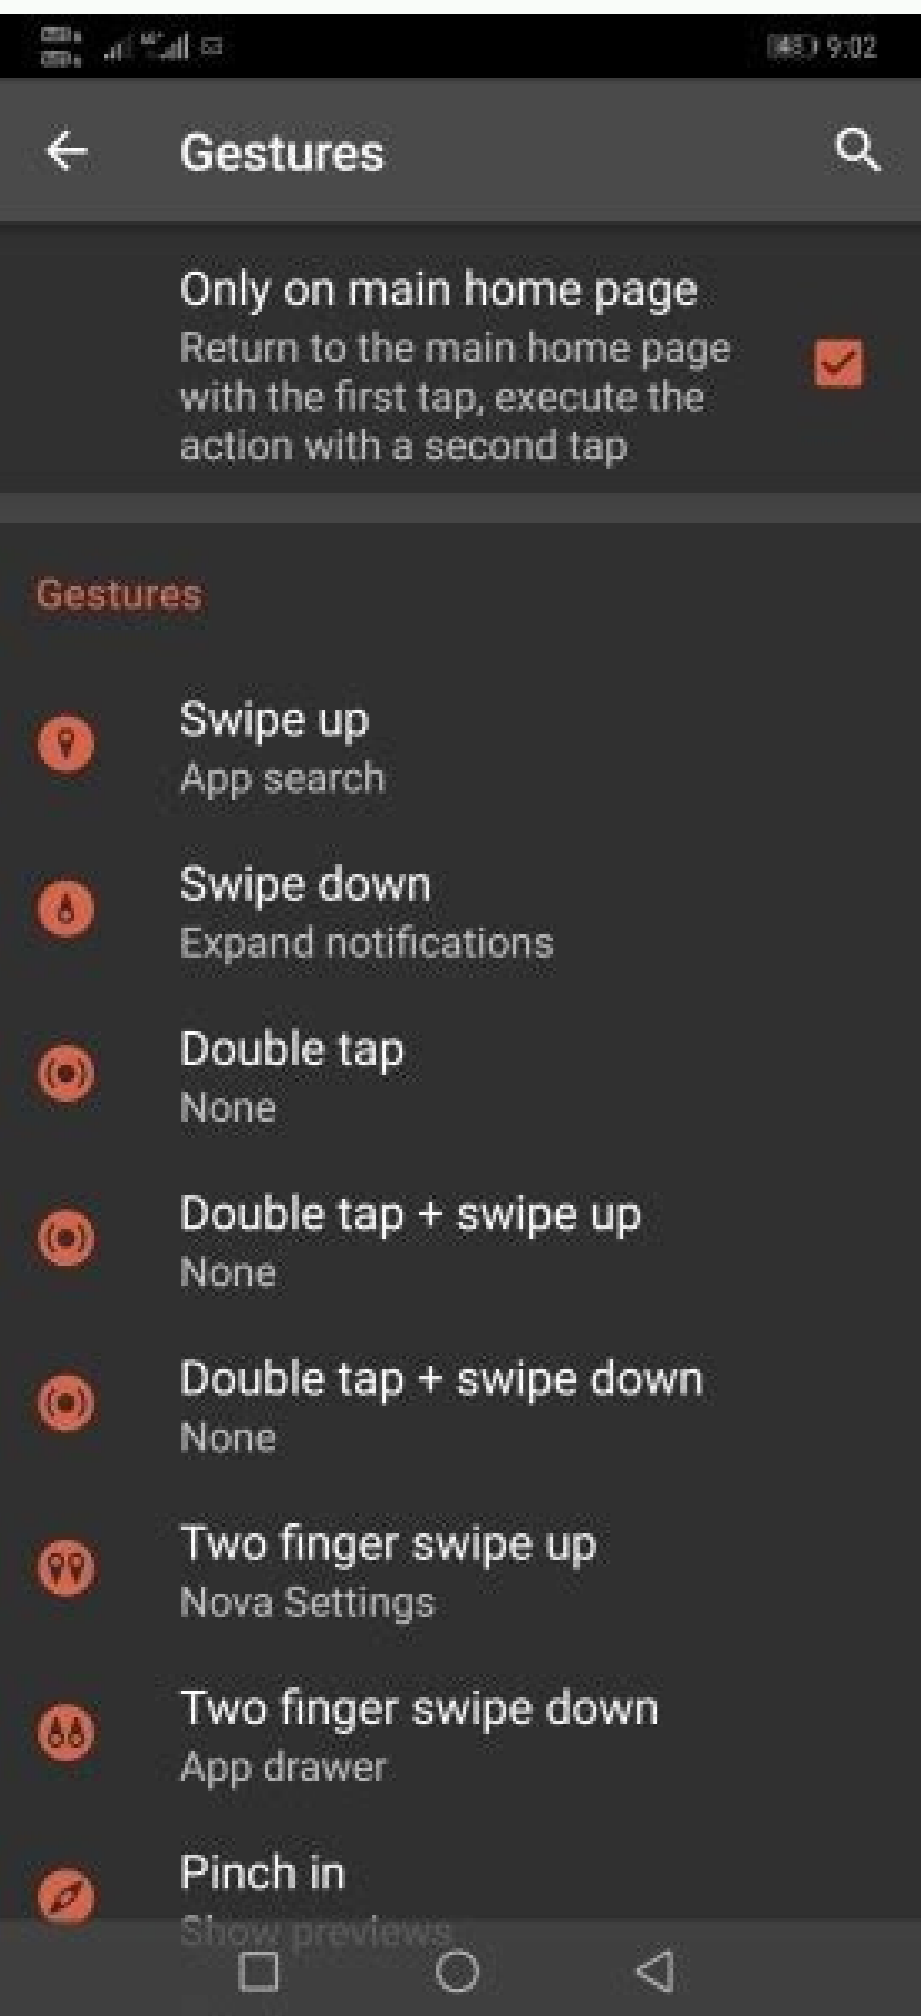 9:02
Gestures
Only on main home page
Return to the main home page
with the first tap, execute the
action with a second tap
Gestures
Swipe up
App search
Swipe down
Expand notifications
Double tap
None
Double tap + swipe up
None
Double tap + swipe down
None
Two finger swipe up
Nova Settings
Two finger swipe down
App drawer
Pinch in
Show previews